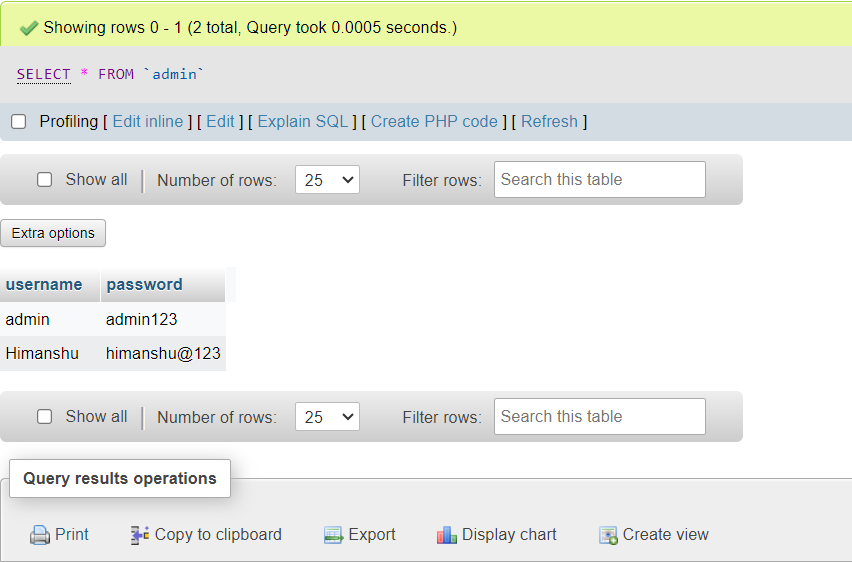 Showing rows 0 - 1 (2 total, Query took 0.0005 seconds.)
SELECT * FROM `admin`
Profiling [ Edit inline ] [ Edit ] [ Explain SQL ] [ Create PHP code ] [ Refresh ]
Show all | Number of rows: 25 Filter rows: Search this table
Extra options
username password
admin admin123
Himanshu himanshu@123
Show all | Number of rows: 25 Filter rows: Search this table
Query results operations
Print Copy to clipboard Export Display chart Create view